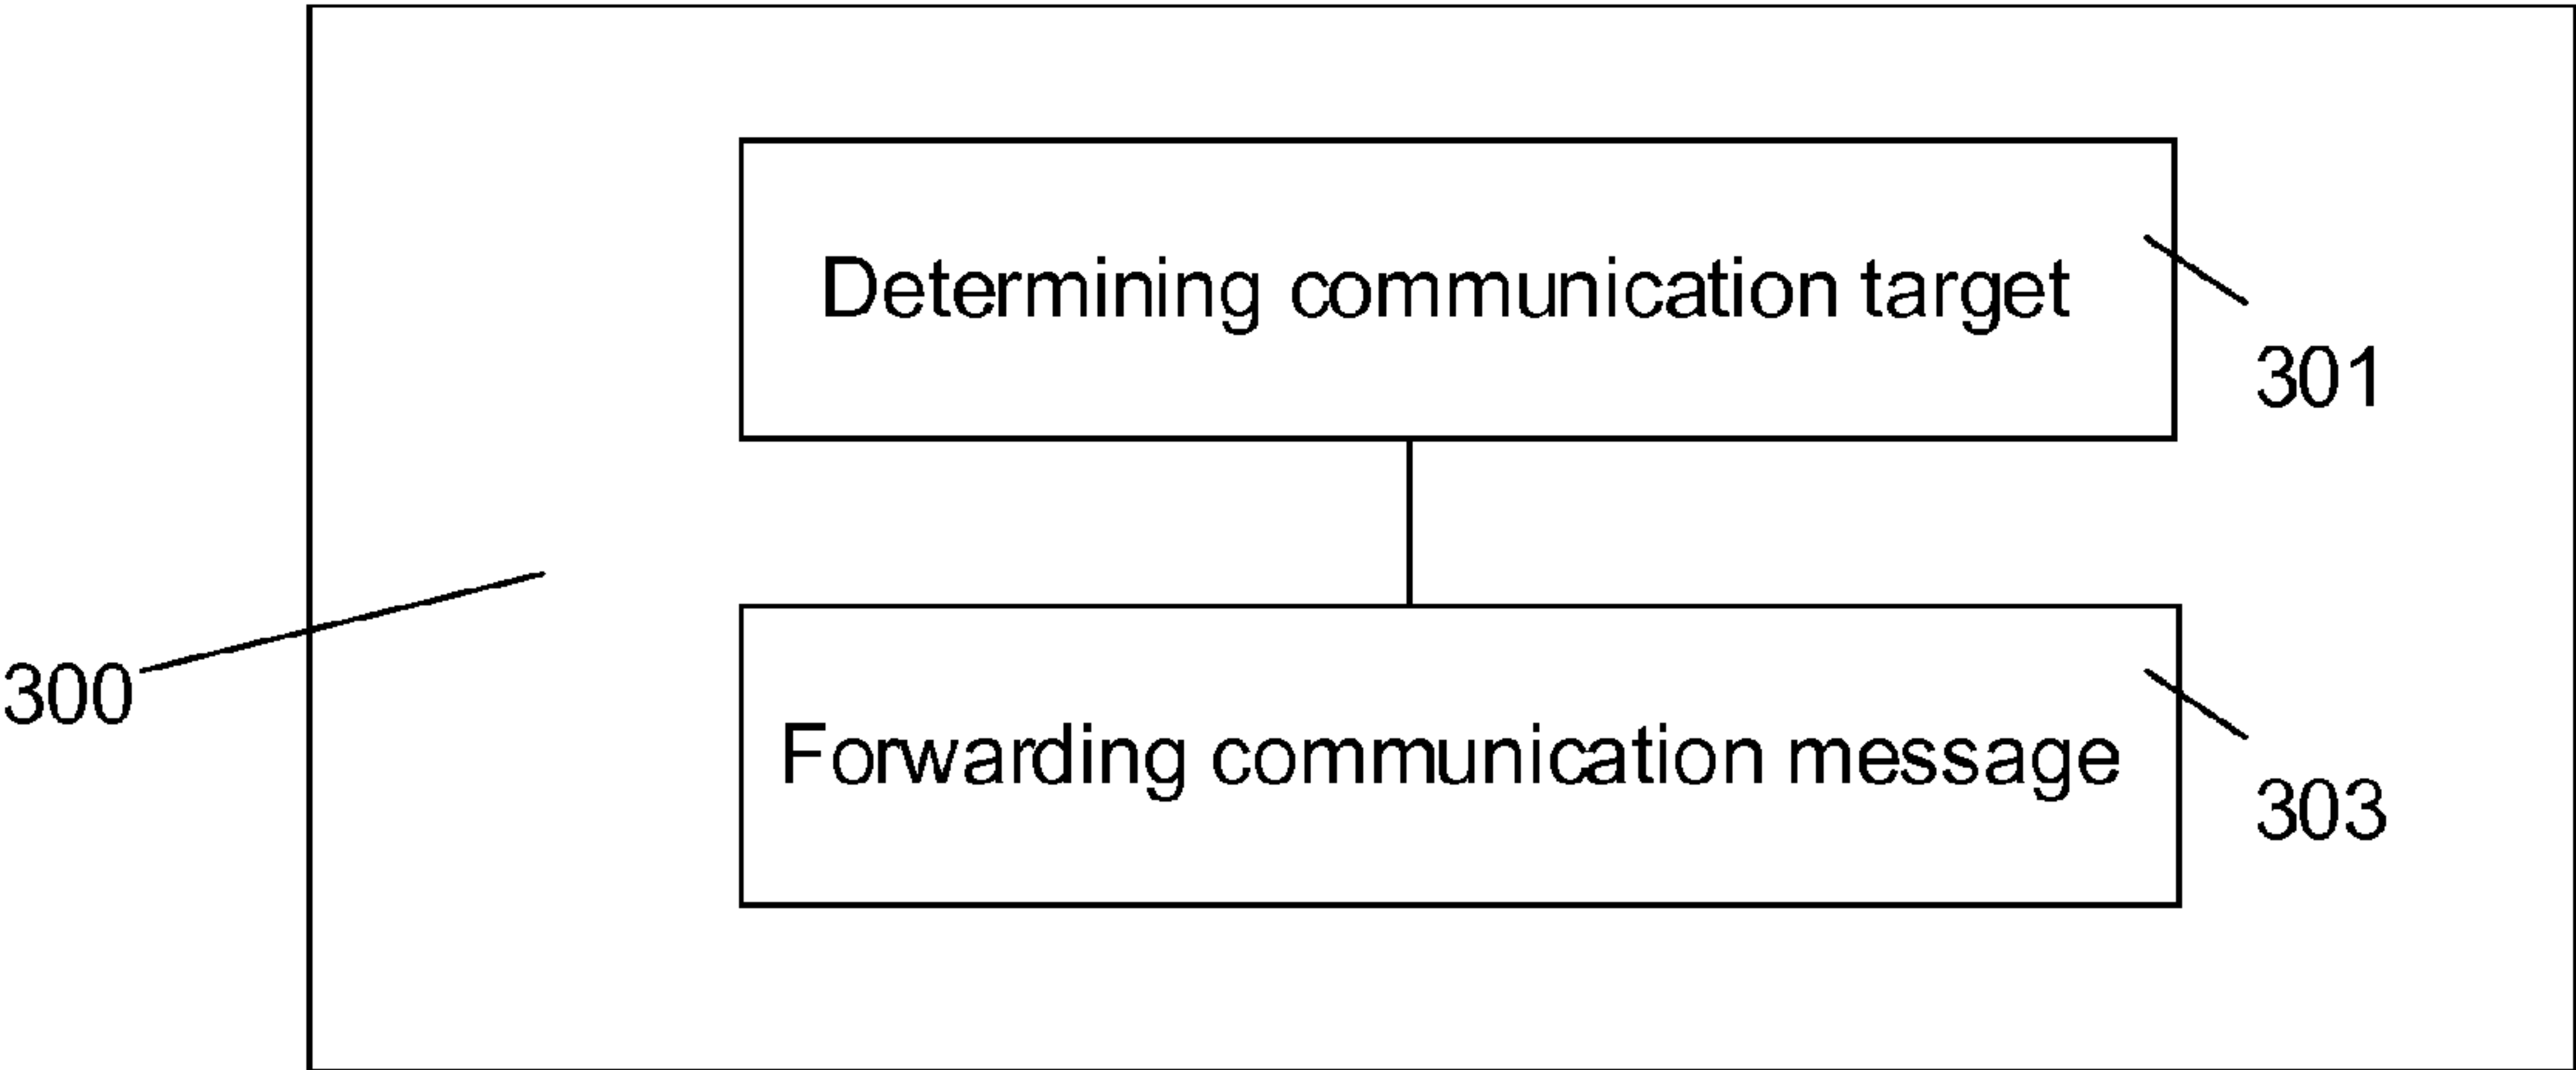 Determining communication target
301
300
Forwarding communication message
303